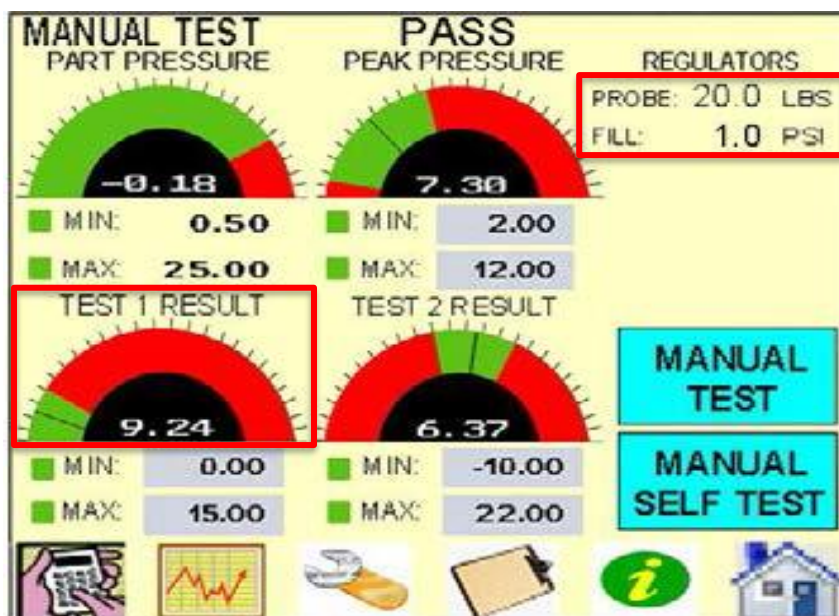 MANUAL TEST PASS
PART PRESSURE PEAK PRESSURE REGULATORS
PROBE: 20.0 LBS
FILL: 1.0 PSI
-0.18 7.30
MIN: 0.50 MIN: 2.00
MAX: 25.00 MAX: 12.00
TEST 1 RESULT TEST 2 RESULT
MANUAL
TEST
9.24 6.37
MIN: 0.00 MIN: -10.00
MAX: 15.00 MAX: 22.00
MANUAL
SELF TEST
i